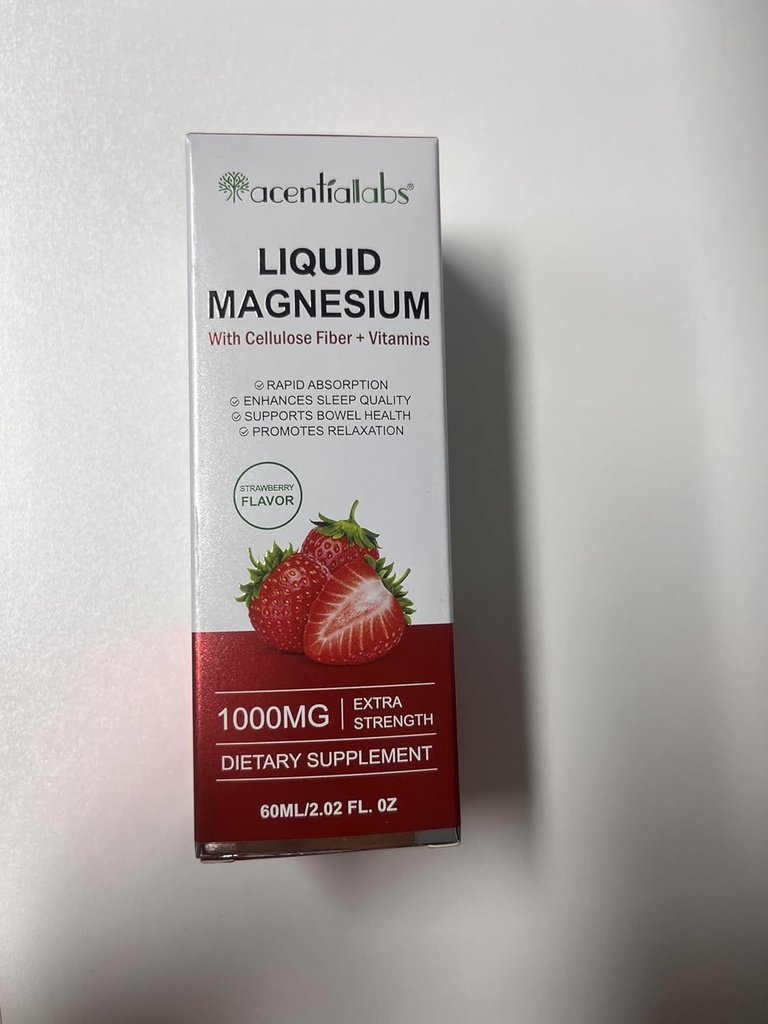 acentiallabs®
LIQUID
MAGNESIUM
With Cellulose Fiber + Vitamins
RAPID ABSORPTION
ENHANCES SLEEP QUALITY
SUPPORTS BOWEL HEALTH
PROMOTES RELAXATION
STRAWBERRY
FLAVOR
1000MG | EXTRA
STRENGTH
DIETARY SUPPLEMENT
60ML/2.02 FL. 0Z